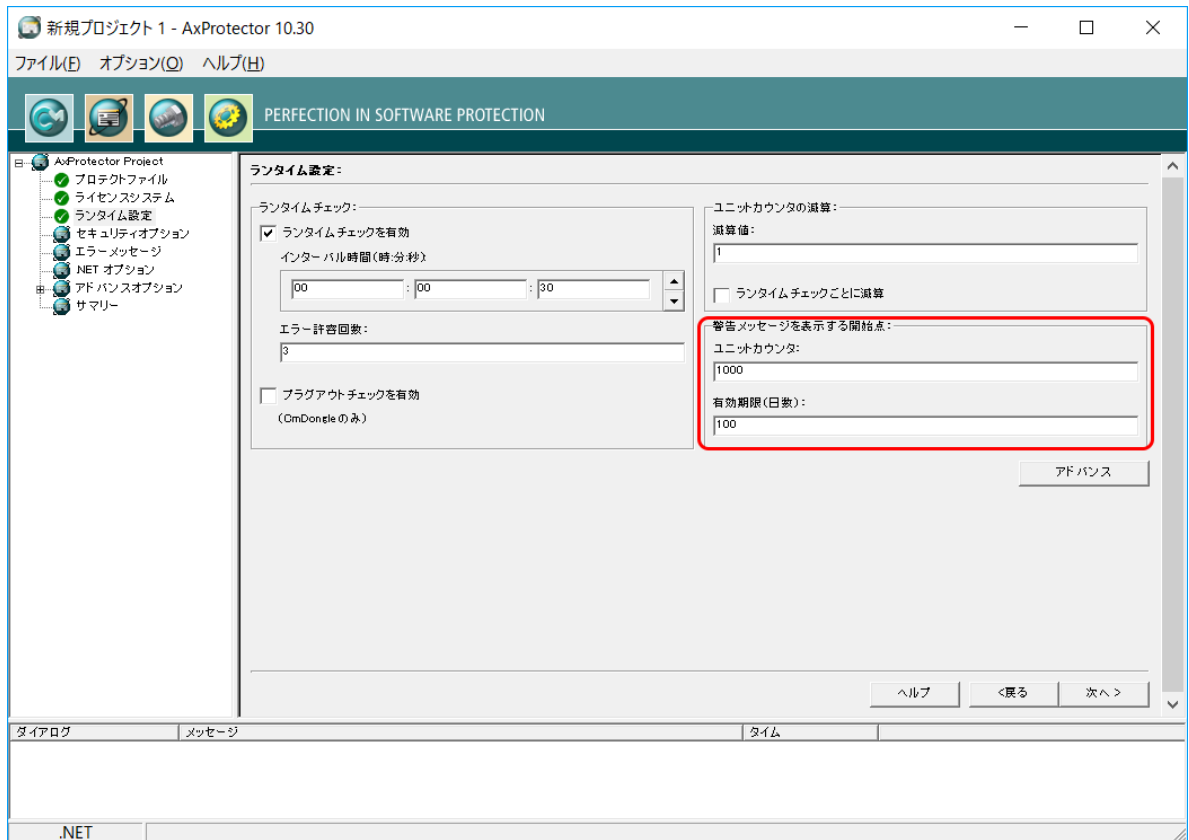 新規プロジェクト 1 - AxProtector 10.30
ファイル(F) オプション(O) ヘルプ(H)
PERFECTION IN SOFTWARE PROTECTION
AxProtector Project
プロテクトファイル
ライセンスシステム
ランタイム設定
セキュリティオプション
エラーメッセージ
.NET オプション
アドバンスオプション
サマリー
ランタイム設定:
ランタイムチェック:
ランタイムチェックを有効
インターバル時間(時:分:秒):
00 : 00 : 30
エラー許容回数:
3
プラグアウトチェックを有効
(CmDongleのみ)
ユニットカウンタの減算:
減算値:
1
ランタイムチェックごとに減算
警告メッセージを表示する開始点:
ユニットカウンタ:
1000
有効期限(日数):
100
アドバンス
ヘルプ <戻る 次へ>
ダイアログ メッセージ タイム
.NET